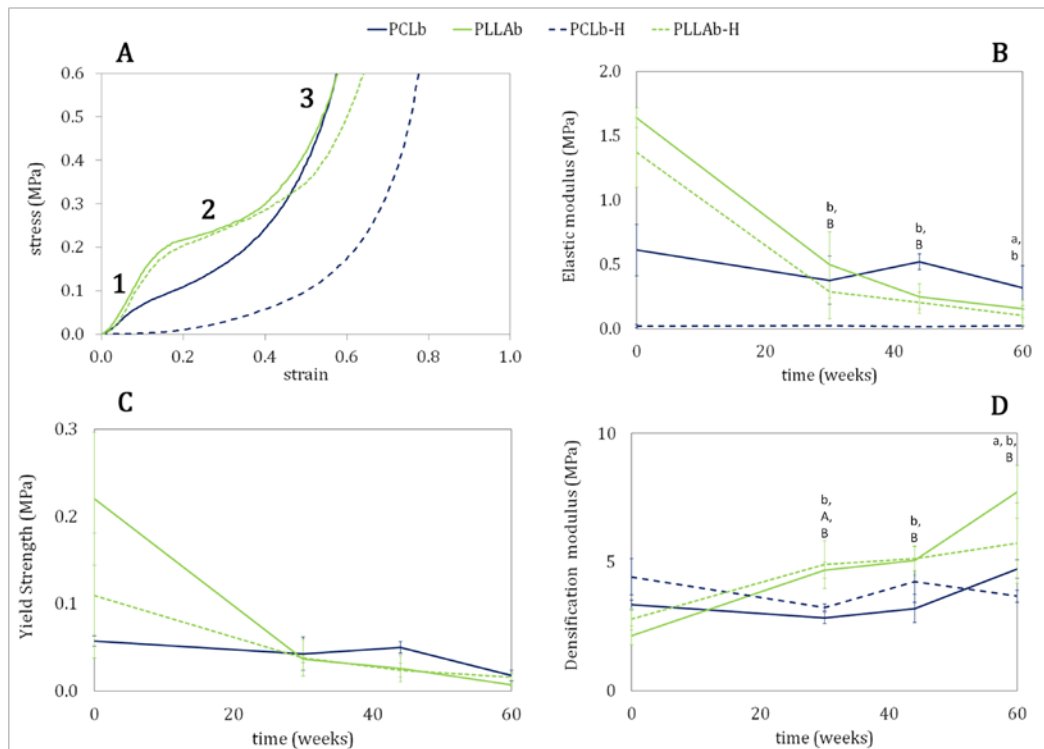 PCLb PLLAb PCLb-H PLLAb-H
A
0.6
0.5
0.4
0.3
0.2
0.1
0.0
0.0 0.2 0.4 0.6 0.8 1.0
stress (MPa)
strain
1
2
3
B
2.0
1.5
1.0
0.5
0.0
0 20 40 60
Elastic modulus (MPa)
time (weeks)
b,
B
b,
B
a,
b
C
0.3
0.2
0.1
0.0
0 20 40 60
Yield Strength (MPa)
time (weeks)
D
10
5
0
0 20 40 60
Densification modulus (MPa)
time (weeks)
b,
A,
B
b,
B
a, b,
B